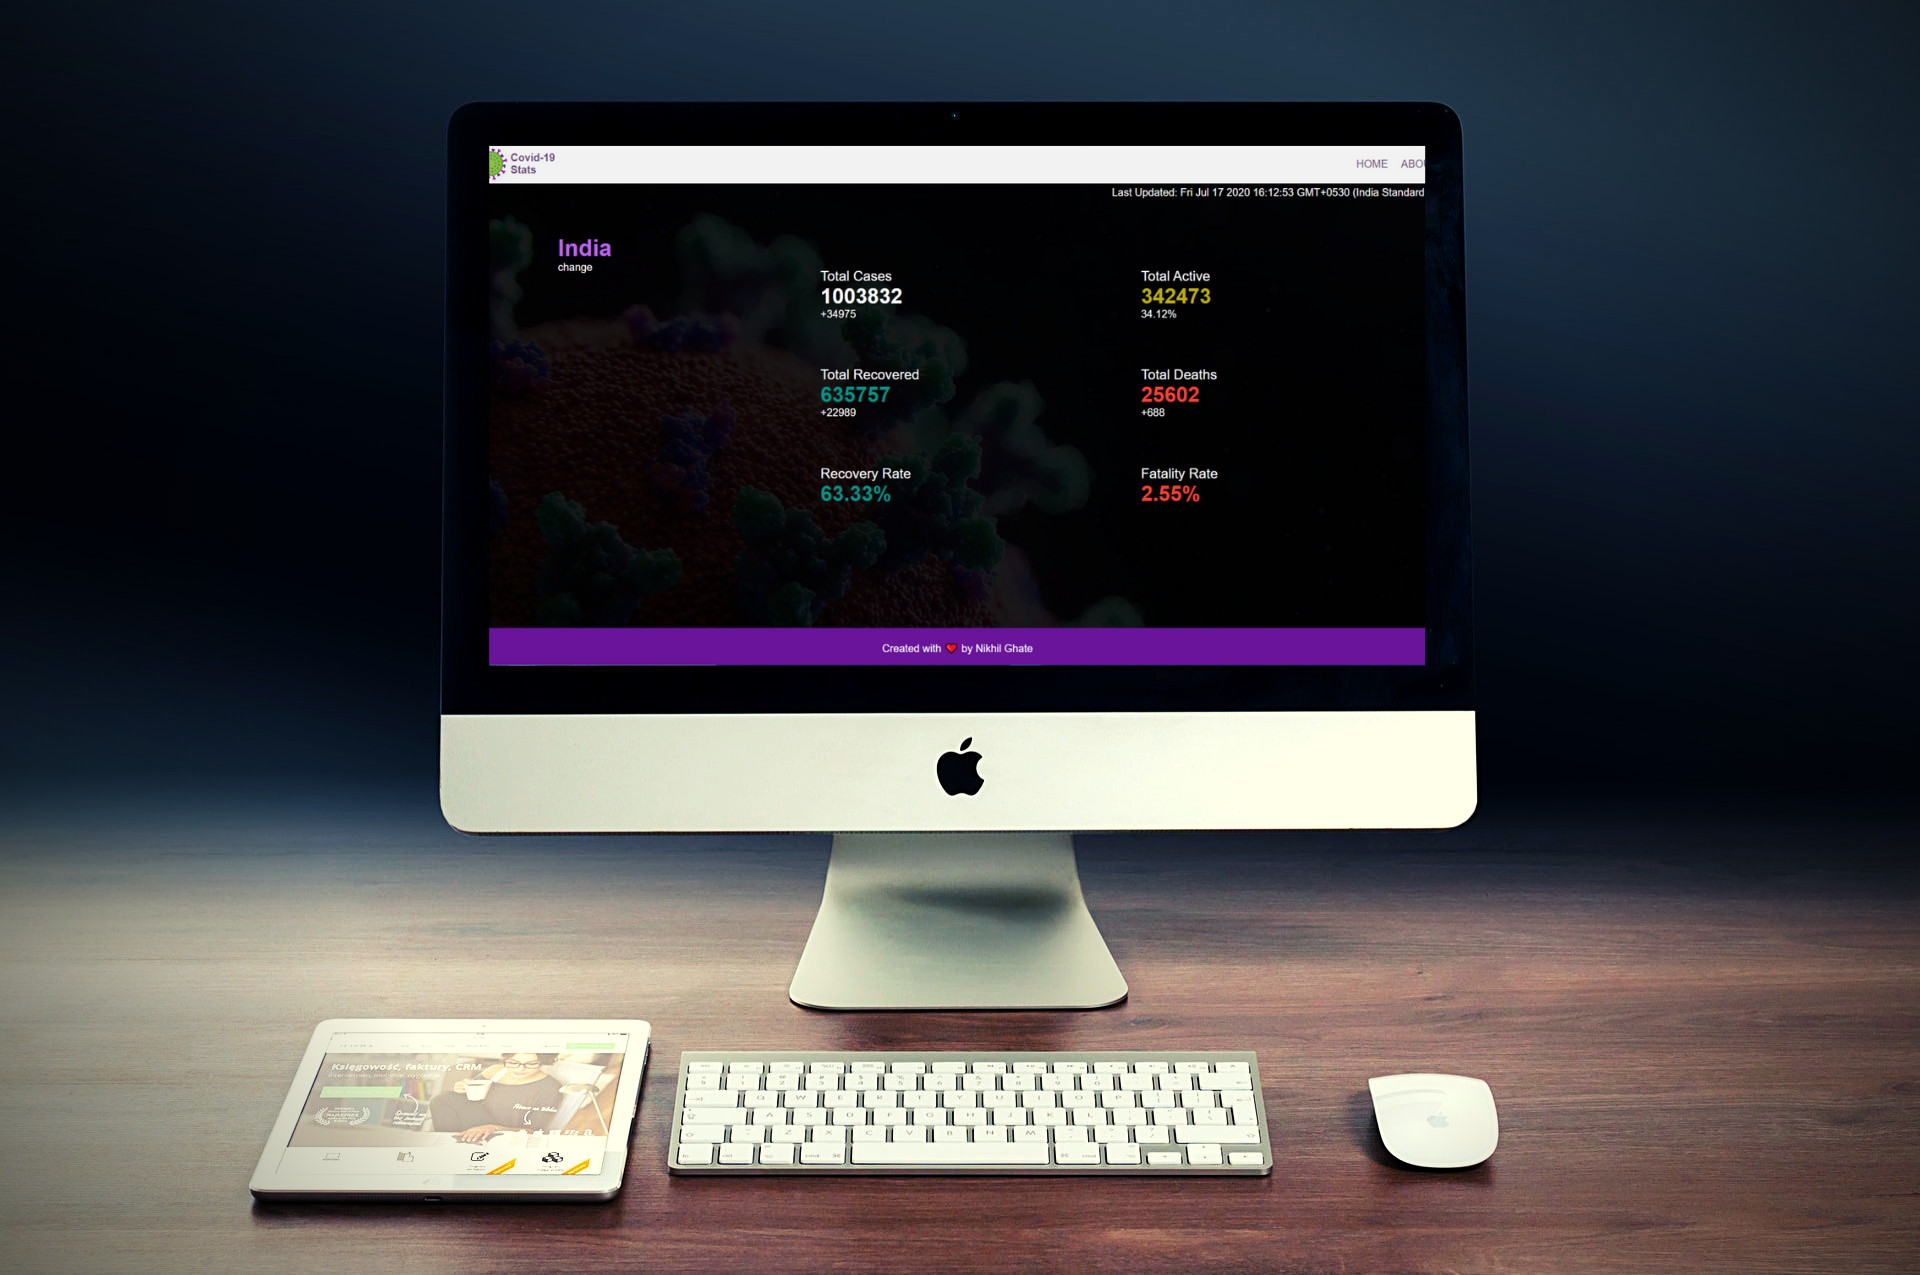 Covid-19
Stats
HOME ABOU
Last Updated: Fri Jul 17 2020 16:12:53 GMT+0530 (India Standard
India
change
Total Cases
1003832
+34975
Total Active
342473
34.12%
Total Recovered
635757
+22989
Total Deaths
25602
+688
Recovery Rate
63.33%
Fatality Rate
2.55%
Created with ❤ by Nikhil Ghate
Księgowość, faktury, CRM
Q W E R T Y U I O P
A S D F G H J K L
Z X C V B N M